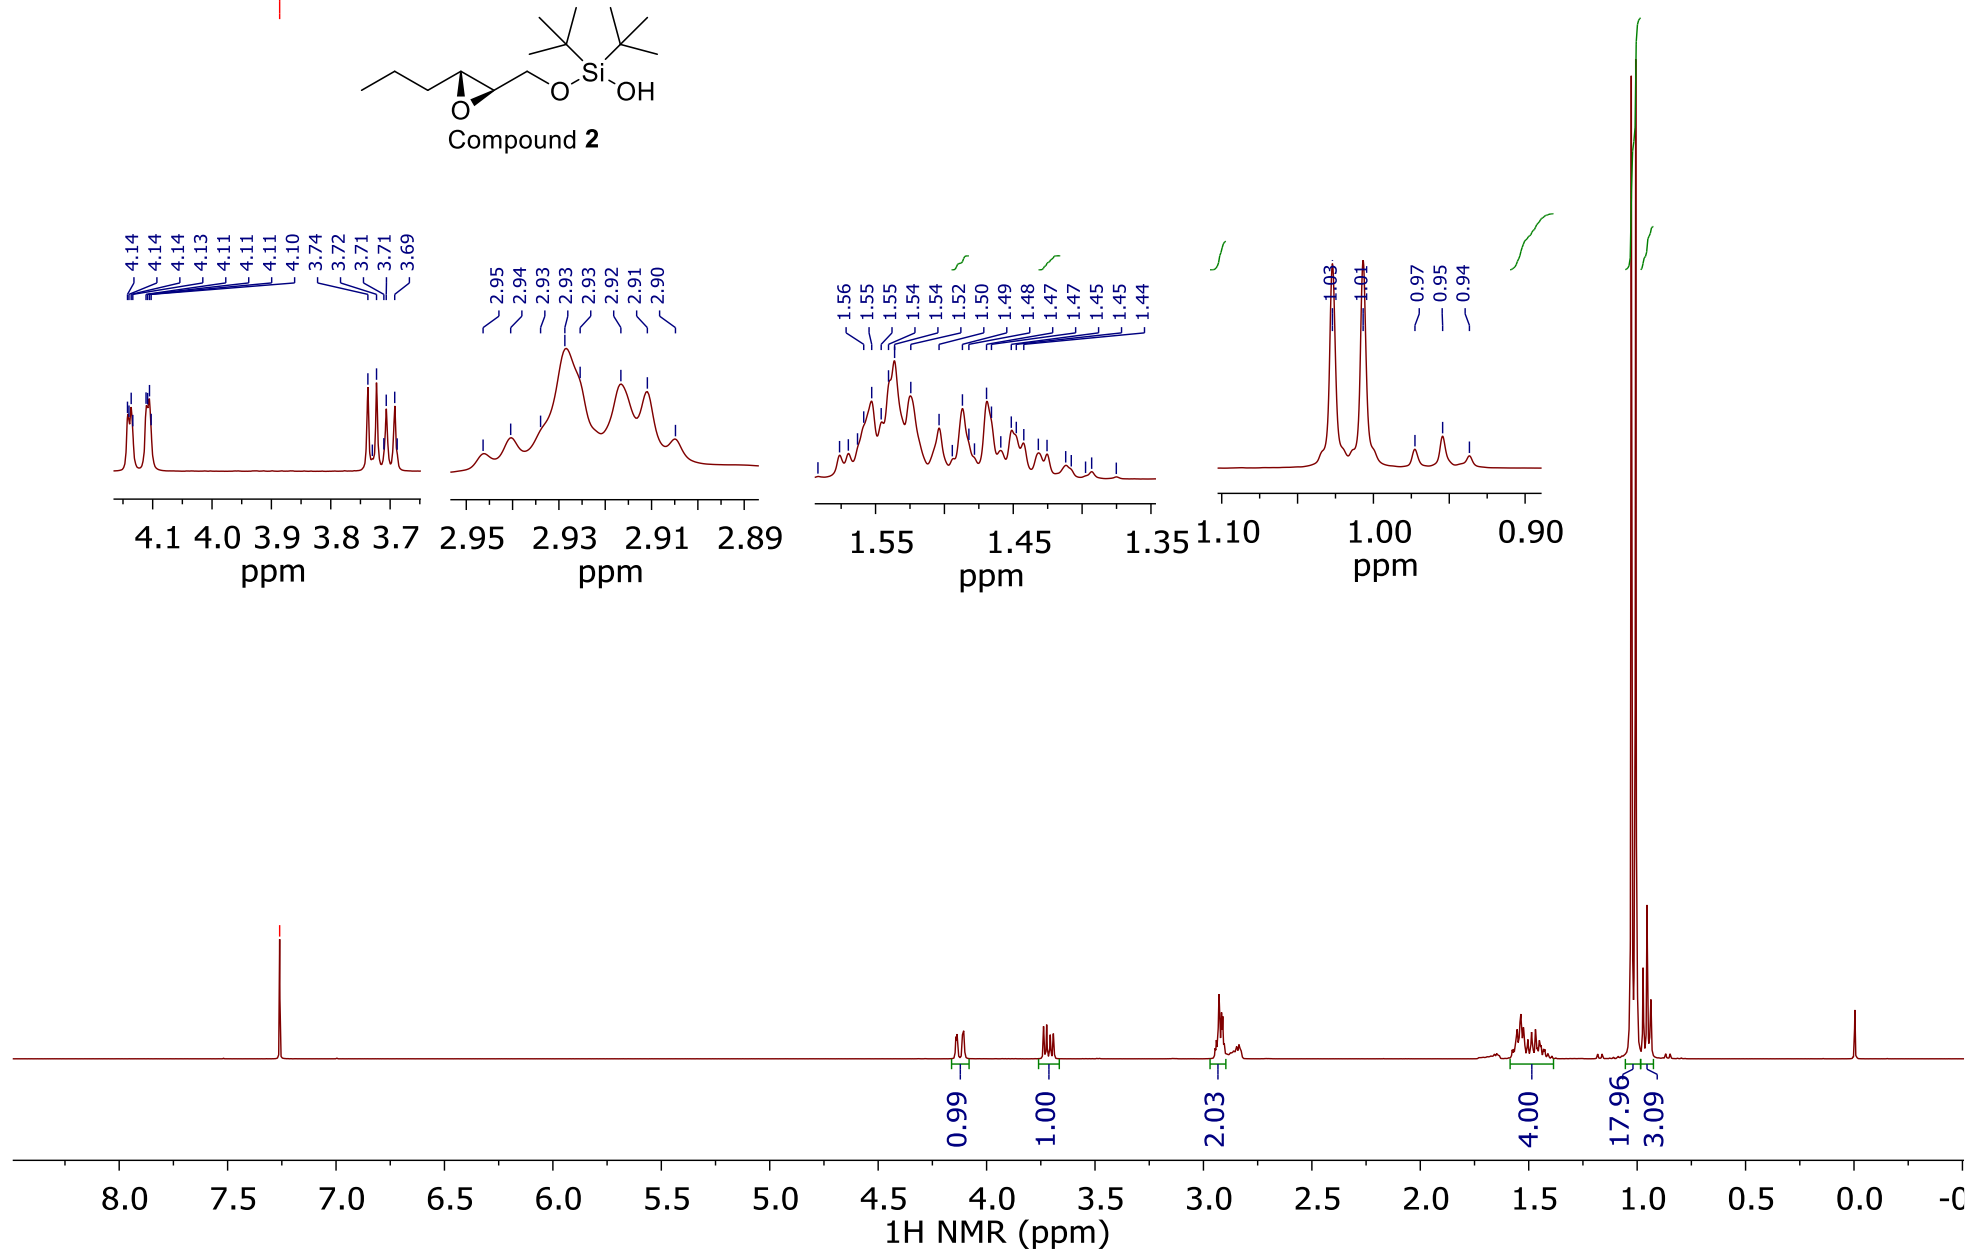 Si
O
OH
O
Compound 2
4.14 4.14 4.14 4.13 4.11 4.11 4.11 4.10 3.74 3.72 3.71 3.71 3.69
2.95 2.94 2.93 2.93 2.93 2.92 2.91 2.90
1.56 1.55 1.55 1.54 1.54 1.52 1.50 1.49 1.48 1.47 1.47 1.45 1.45 1.44
1.03 1.01 0.97 0.95 0.94
4.1 4.0 3.9 3.8 3.7
ppm
2.95 2.93 2.91 2.89
ppm
1.55 1.45 1.35
ppm
1.10 1.00 0.90
ppm
0.99 1.00 2.03 4.00 17.96 3.09
8.0 7.5 7.0 6.5 6.0 5.5 5.0 4.5 4.0 3.5 3.0 2.5 2.0 1.5 1.0 0.5 0.0 -0
1H NMR (ppm)